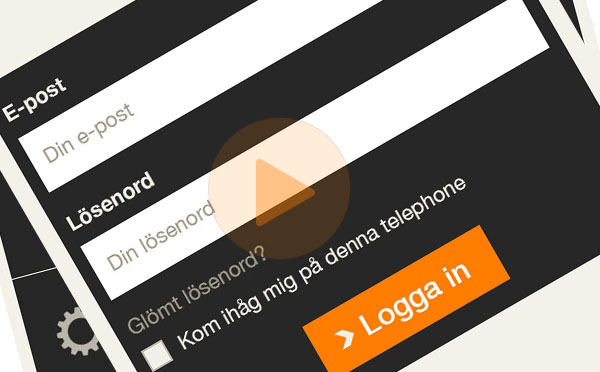 E-post
Din e-post
Lösenord
Din lösenord
Glömt lösenord?
Kom ihåg mig på denna telephone
Logga in